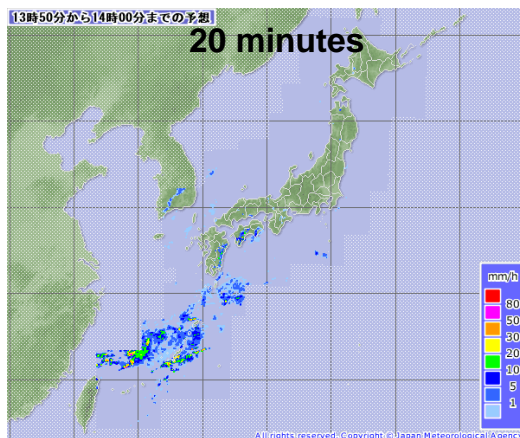 13時50分から14時00分までの予想
20 minutes
mm/h
80
50
30
20
10
5
1
All rights reserved. Copyright © Japan Meteorological Agency